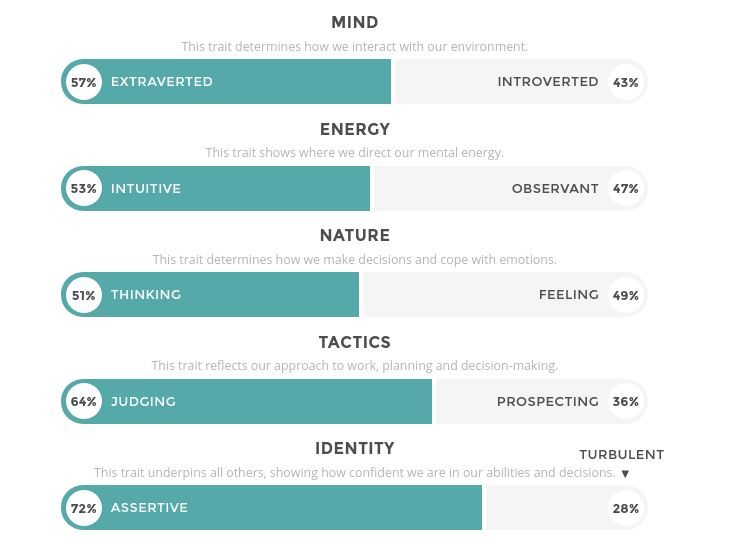 MIND
This trait determines how we interact with our environment.
57% EXTRAVERTED INTROVERTED 43%
ENERGY
This trait shows where we direct our mental energy.
53% INTUITIVE OBSERVANT 47%
NATURE
This trait determines how we make decisions and cope with emotions.
51% THINKING FEELING 49%
TACTICS
This trait reflects our approach to work, planning and decision-making.
64% JUDGING PROSPECTING 36%
IDENTITY
TURBULENT
This trait underpins all others, showing how confident we are in our abilities and decisions. ▼
72% ASSERTIVE 28%